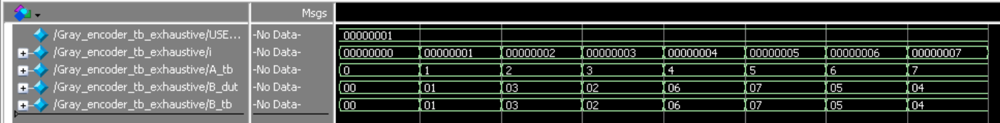 Msgs
/Gray_encoder_tb_exhaustive/USE... -No Data- 00000001
/Gray_encoder_tb_exhaustive/i -No Data- 00000000 00000001 00000002 00000003 00000004 00000005 00000006 00000007
/Gray_encoder_tb_exhaustive/A_tb -No Data- 0 1 2 3 4 5 6 7
/Gray_encoder_tb_exhaustive/B_dut -No Data- 00 01 03 02 06 07 05 04
/Gray_encoder_tb_exhaustive/B_tb -No Data- 00 01 03 02 06 07 05 04